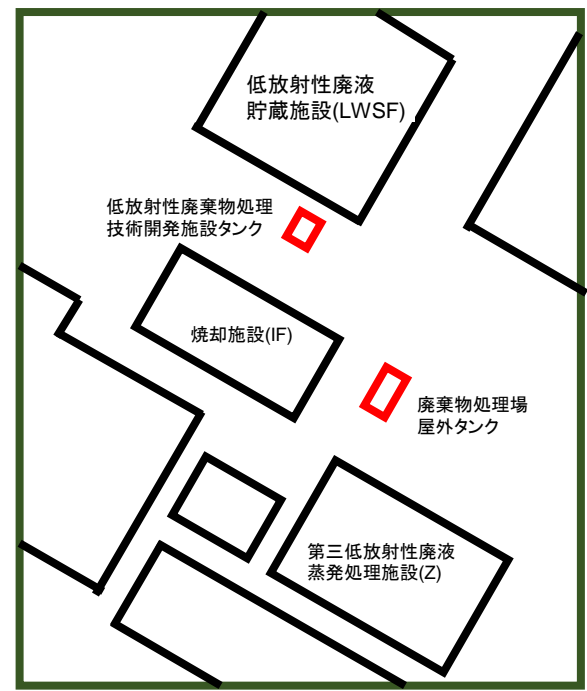 低放射性廃液
貯蔵施設(LWSF)
低放射性廃棄物処理
技術開発施設タンク
焼却施設(IF)
廃棄物処理場
屋外タンク
第三低放射性廃液
蒸発処理施設(Z)